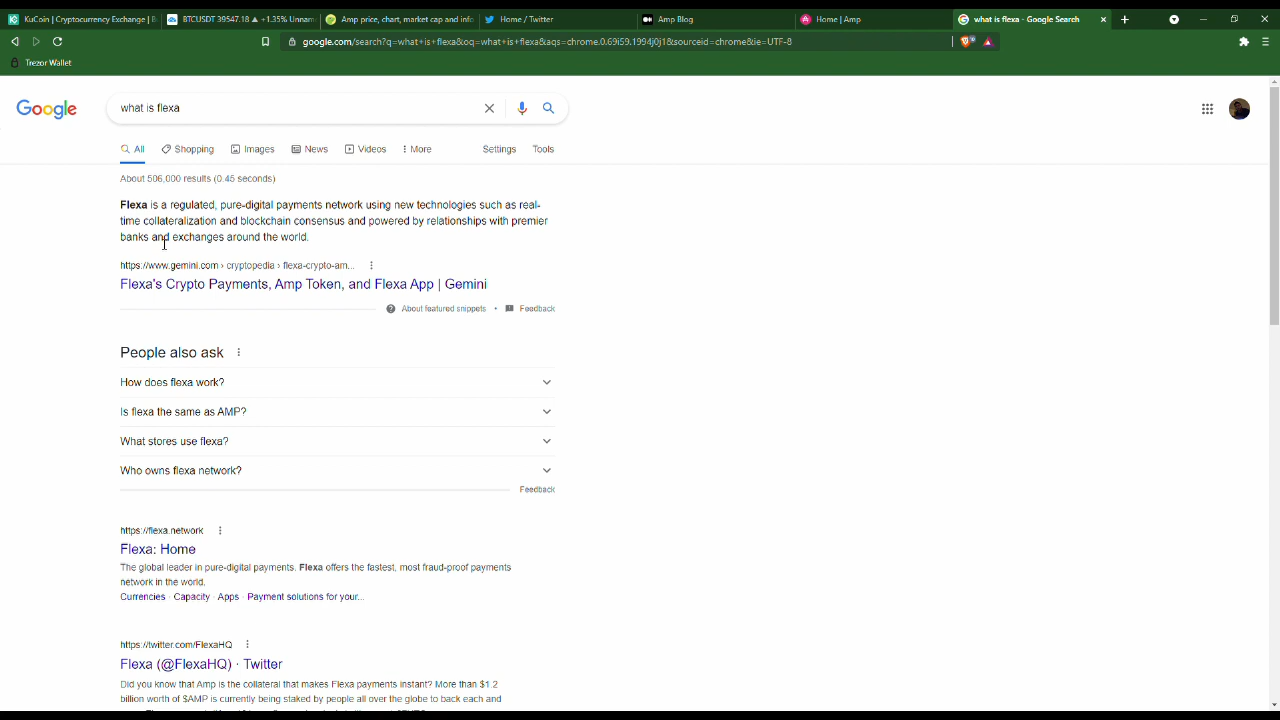 KuCoin | Cryptocurrency Exchange | B
BTCUSDT 39547.18 ▲ +1.35% Unnam
Amp price, chart, market cap and info
Home / Twitter
Amp Blog
Home | Amp
what is flexa - Google Search
google.com/search?q=what+is+flexa&oq=what+is+flexa&aqs=chrome.0.69i59.1994j0j1&sourceid=chrome&ie=UTF-8
Trezor Wallet
Google
what is flexa
All
Shopping
Images
News
Videos
More
Settings
Tools
About 506,000 results (0.45 seconds)
Flexa is a regulated, pure-digital payments network using new technologies such as real-
time collateralization and blockchain consensus and powered by relationships with premier
banks and exchanges around the world.
https://www.gemini.com › cryptopedia › flexa-crypto-am...
Flexa's Crypto Payments, Amp Token, and Flexa App | Gemini
About featured snippets • Feedback
People also ask
How does flexa work?
Is flexa the same as AMP?
What stores use flexa?
Who owns flexa network?
Feedback
https://flexa.network
Flexa: Home
The global leader in pure-digital payments. Flexa offers the fastest, most fraud-proof payments
network in the world.
Currencies · Capacity · Apps · Payment solutions for your...
https://twitter.com/FlexaHQ
Flexa (@FlexaHQ) · Twitter
Did you know that Amp is the collateral that makes Flexa payments instant? More than $1.2
billion worth of $AMP is currently being staked by people all over the globe to back each and